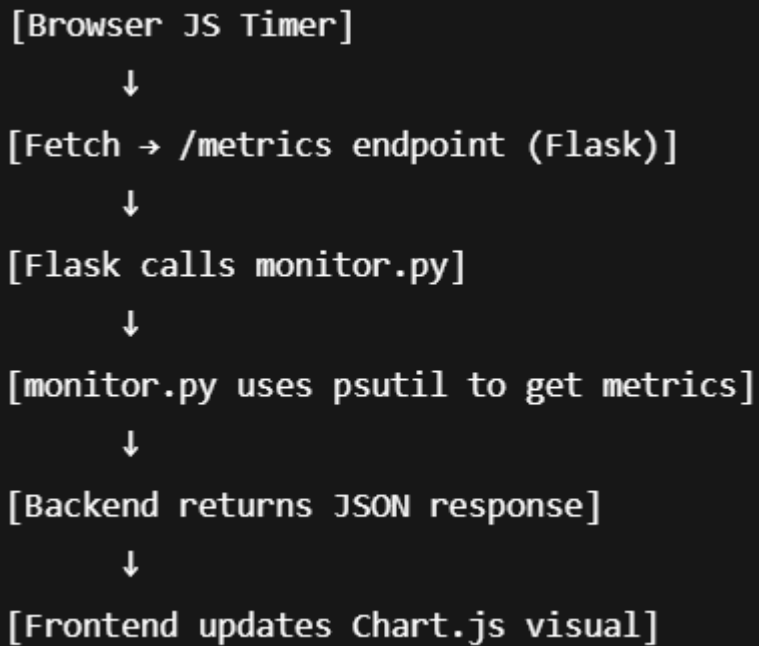 [Browser JS Timer]
↓
[Fetch → /metrics endpoint (Flask)]
↓
[Flask calls monitor.py]
↓
[monitor.py uses psutil to get metrics]
↓
[Backend returns JSON response]
↓
[Frontend updates Chart.js visual]